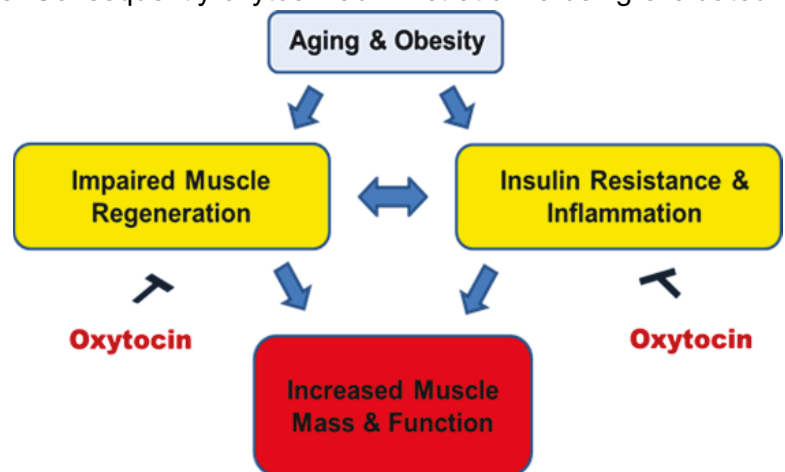 Aging & Obesity
Impaired Muscle
Regeneration
Insulin Resistance &
Inflammation
Oxytocin
Oxytocin
Increased Muscle
Mass & Function